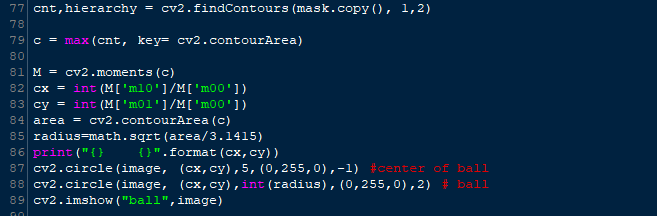 77 cnt,hierarchy = cv2.findContours(mask.copy(), 1,2)
78
79 c = max(cnt, key= cv2.contourArea)
80
81 M = cv2.moments(c)
82 cx = int(M['m10']/M['m00'])
83 cy = int(M['m01']/M['m00'])
84 area = cv2.contourArea(c)
85 radius=math.sqrt(area/3.1415)
86 print("{}    {}".format(cx,cy))
87 cv2.circle(image, (cx,cy),5,(0,255,0),-1) #center of ball
88 cv2.circle(image, (cx,cy),int(radius),(0,255,0),2) # ball
89 cv2.imshow("ball",image)